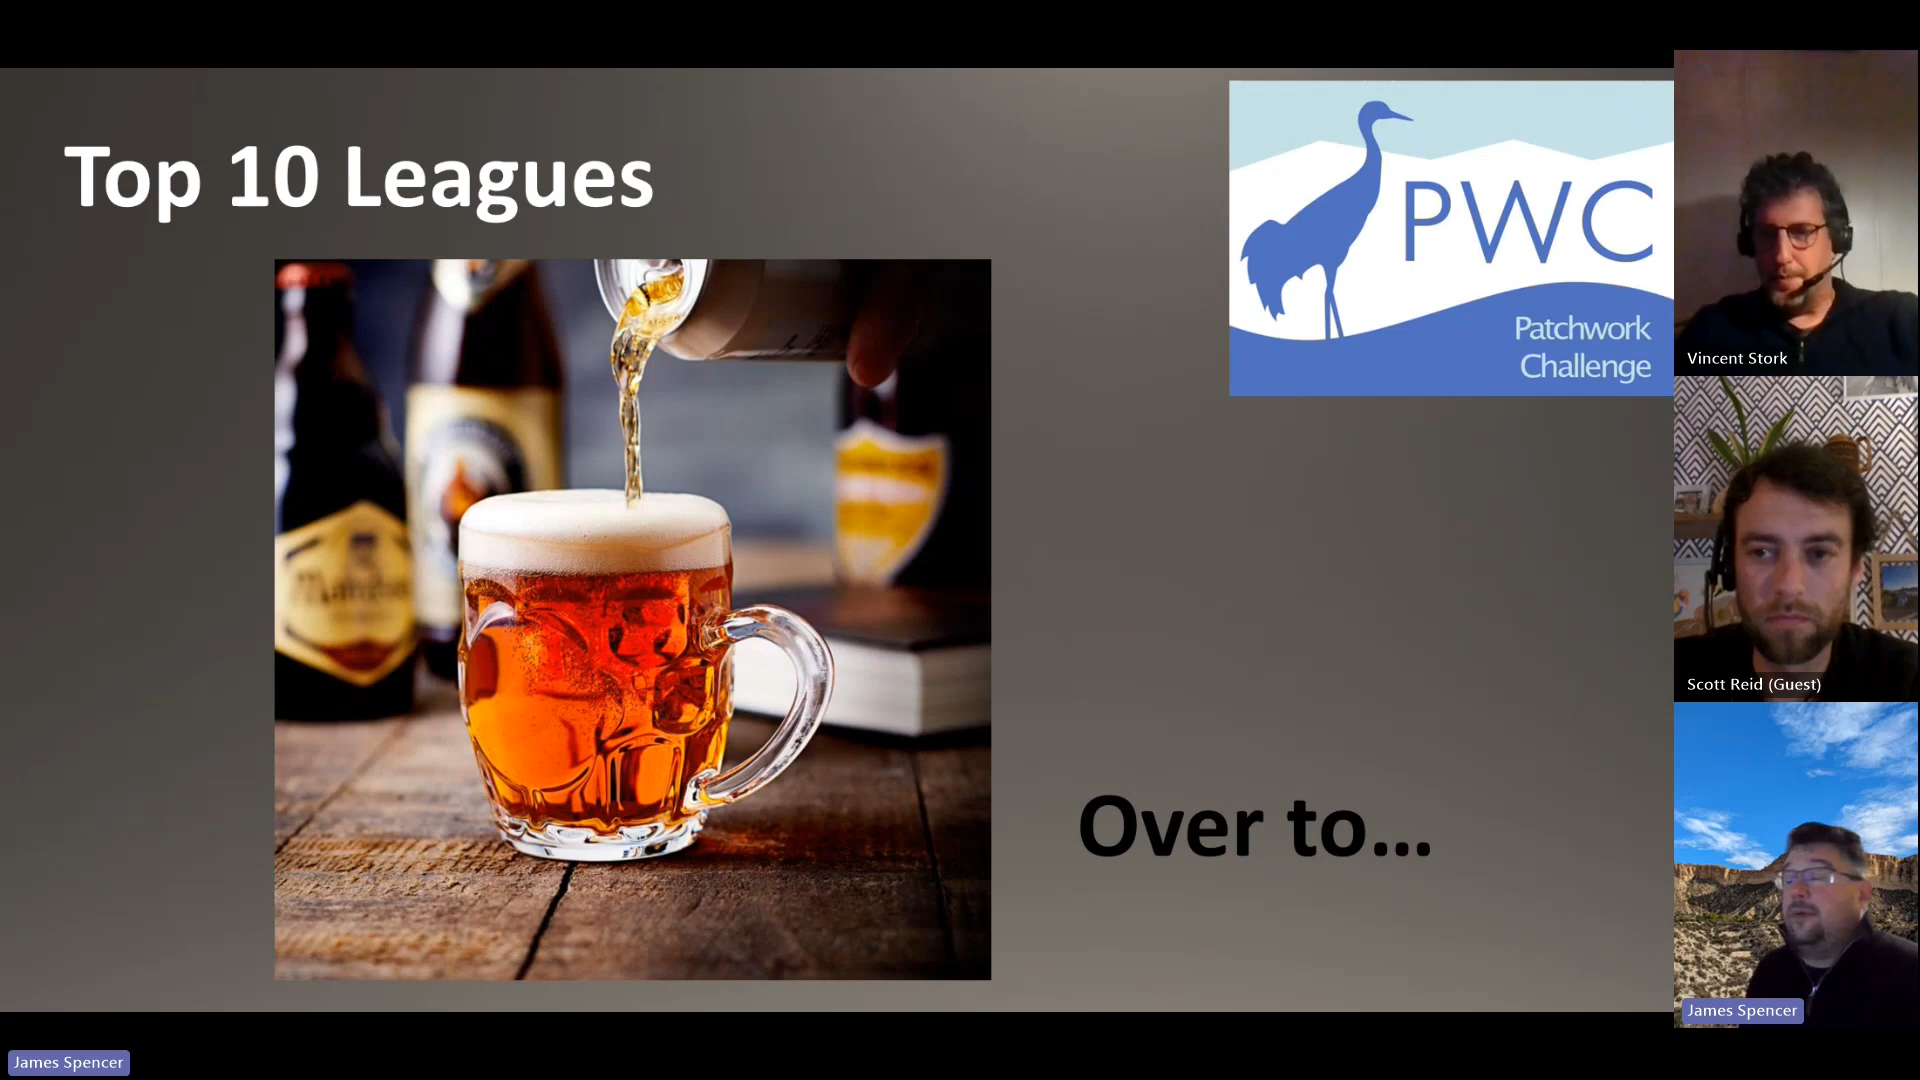 Top 10 Leagues
PWC
Patchwork
Challenge
Over to...
Vincent Stork
Scott Reid (Guest)
James Spencer
James Spencer